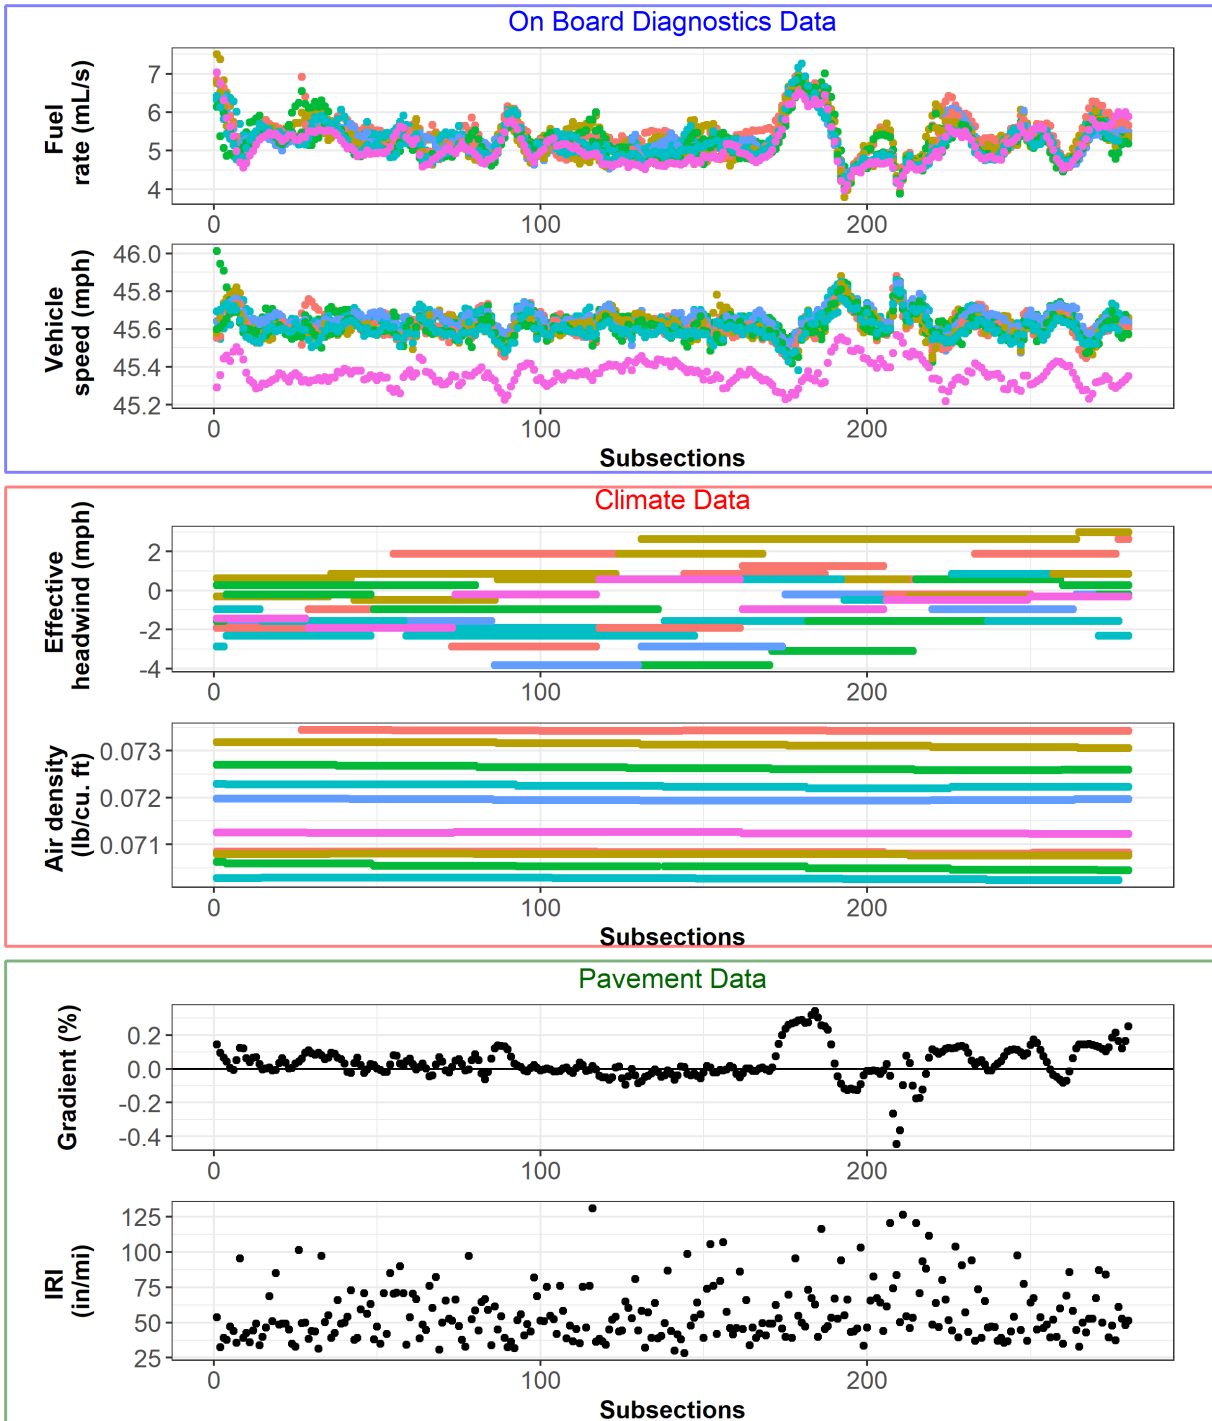 On Board Diagnostics Data
Fuel
rate (mL/s)
7
6
5
4
0
100
200
Vehicle
speed (mph)
46.0
45.8
45.6
45.4
45.2
0
100
200
Subsections
Climate Data
Effective
headwind (mph)
2
0
-2
-4
0
100
200
Air density
(lb/cu. ft)
0.073
0.072
0.071
0
100
200
Subsections
Pavement Data
Gradient (%)
0.2
0.0
-0.2
-0.4
0
100
200
IRI
(in/mi)
125
100
75
50
25
0
100
200
Subsections